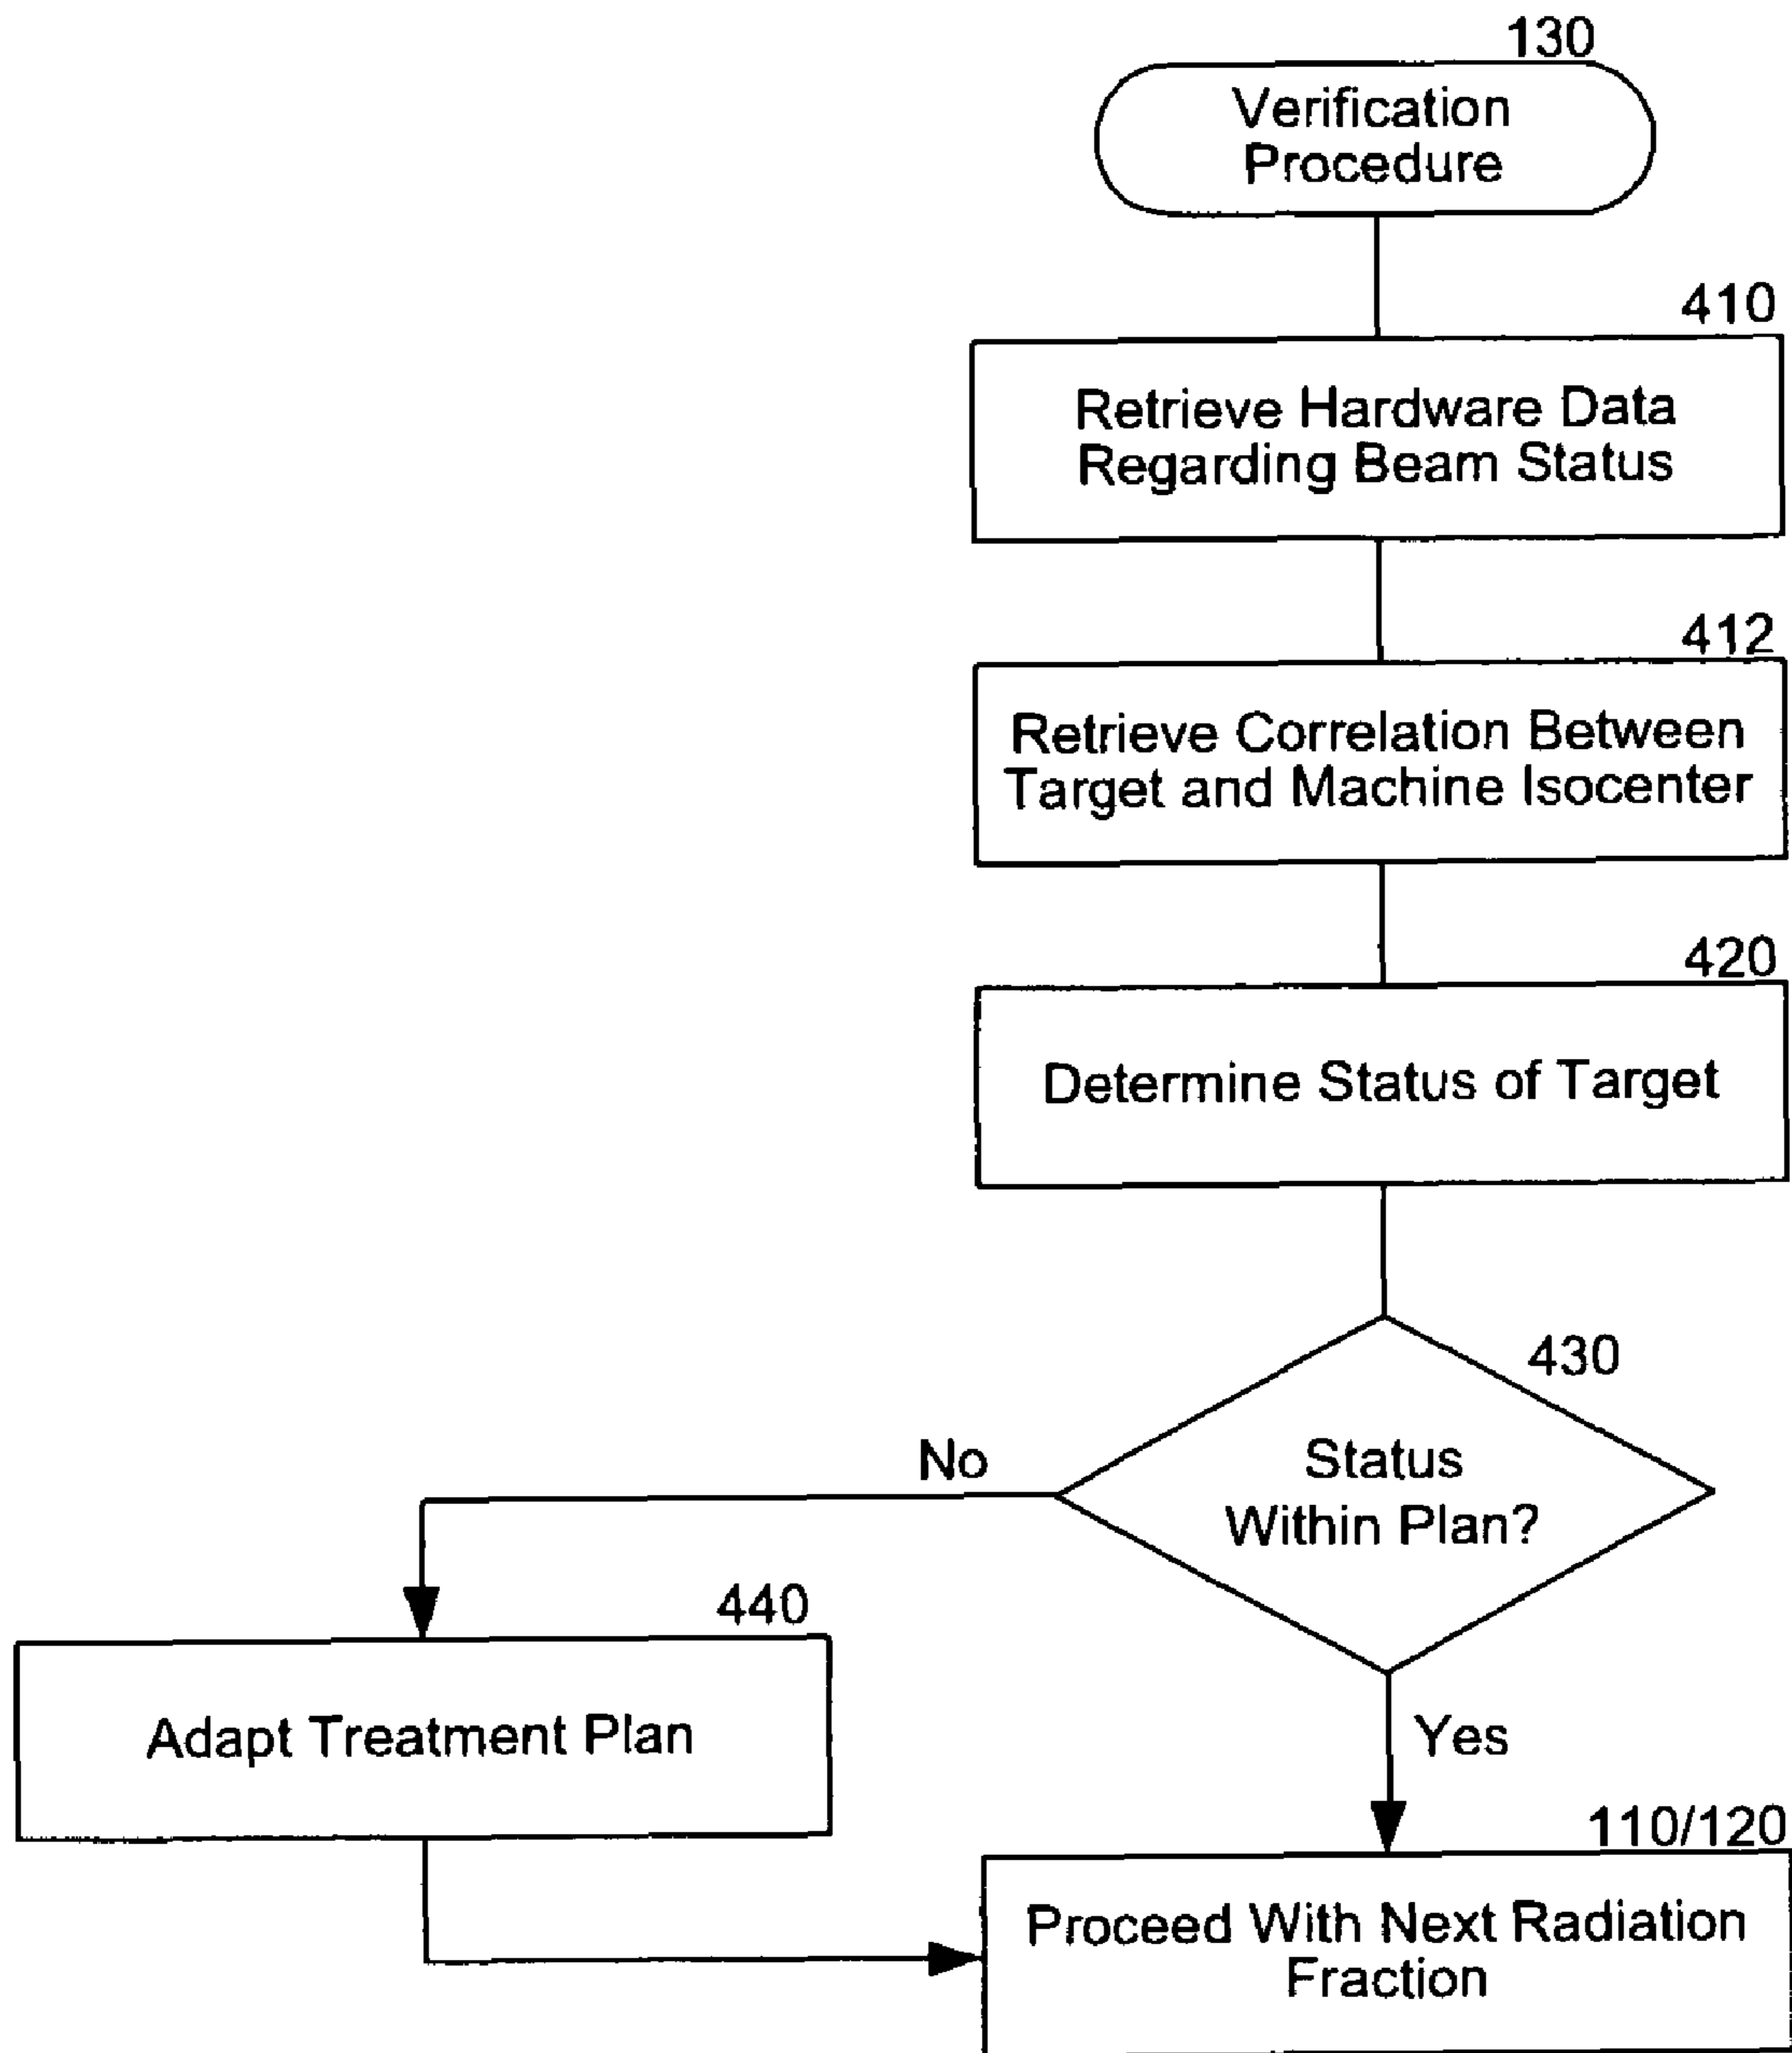 130
Verification
Procedure
410
Retrieve Hardware Data
Regarding Beam Status
412
Retrieve Correlation Between
Target and Machine Isocenter
420
Determine Status of Target
430
Status
Within Plan?
No
440
Adapt Treatment Plan
Yes
110/120
Proceed With Next Radiation
Fraction